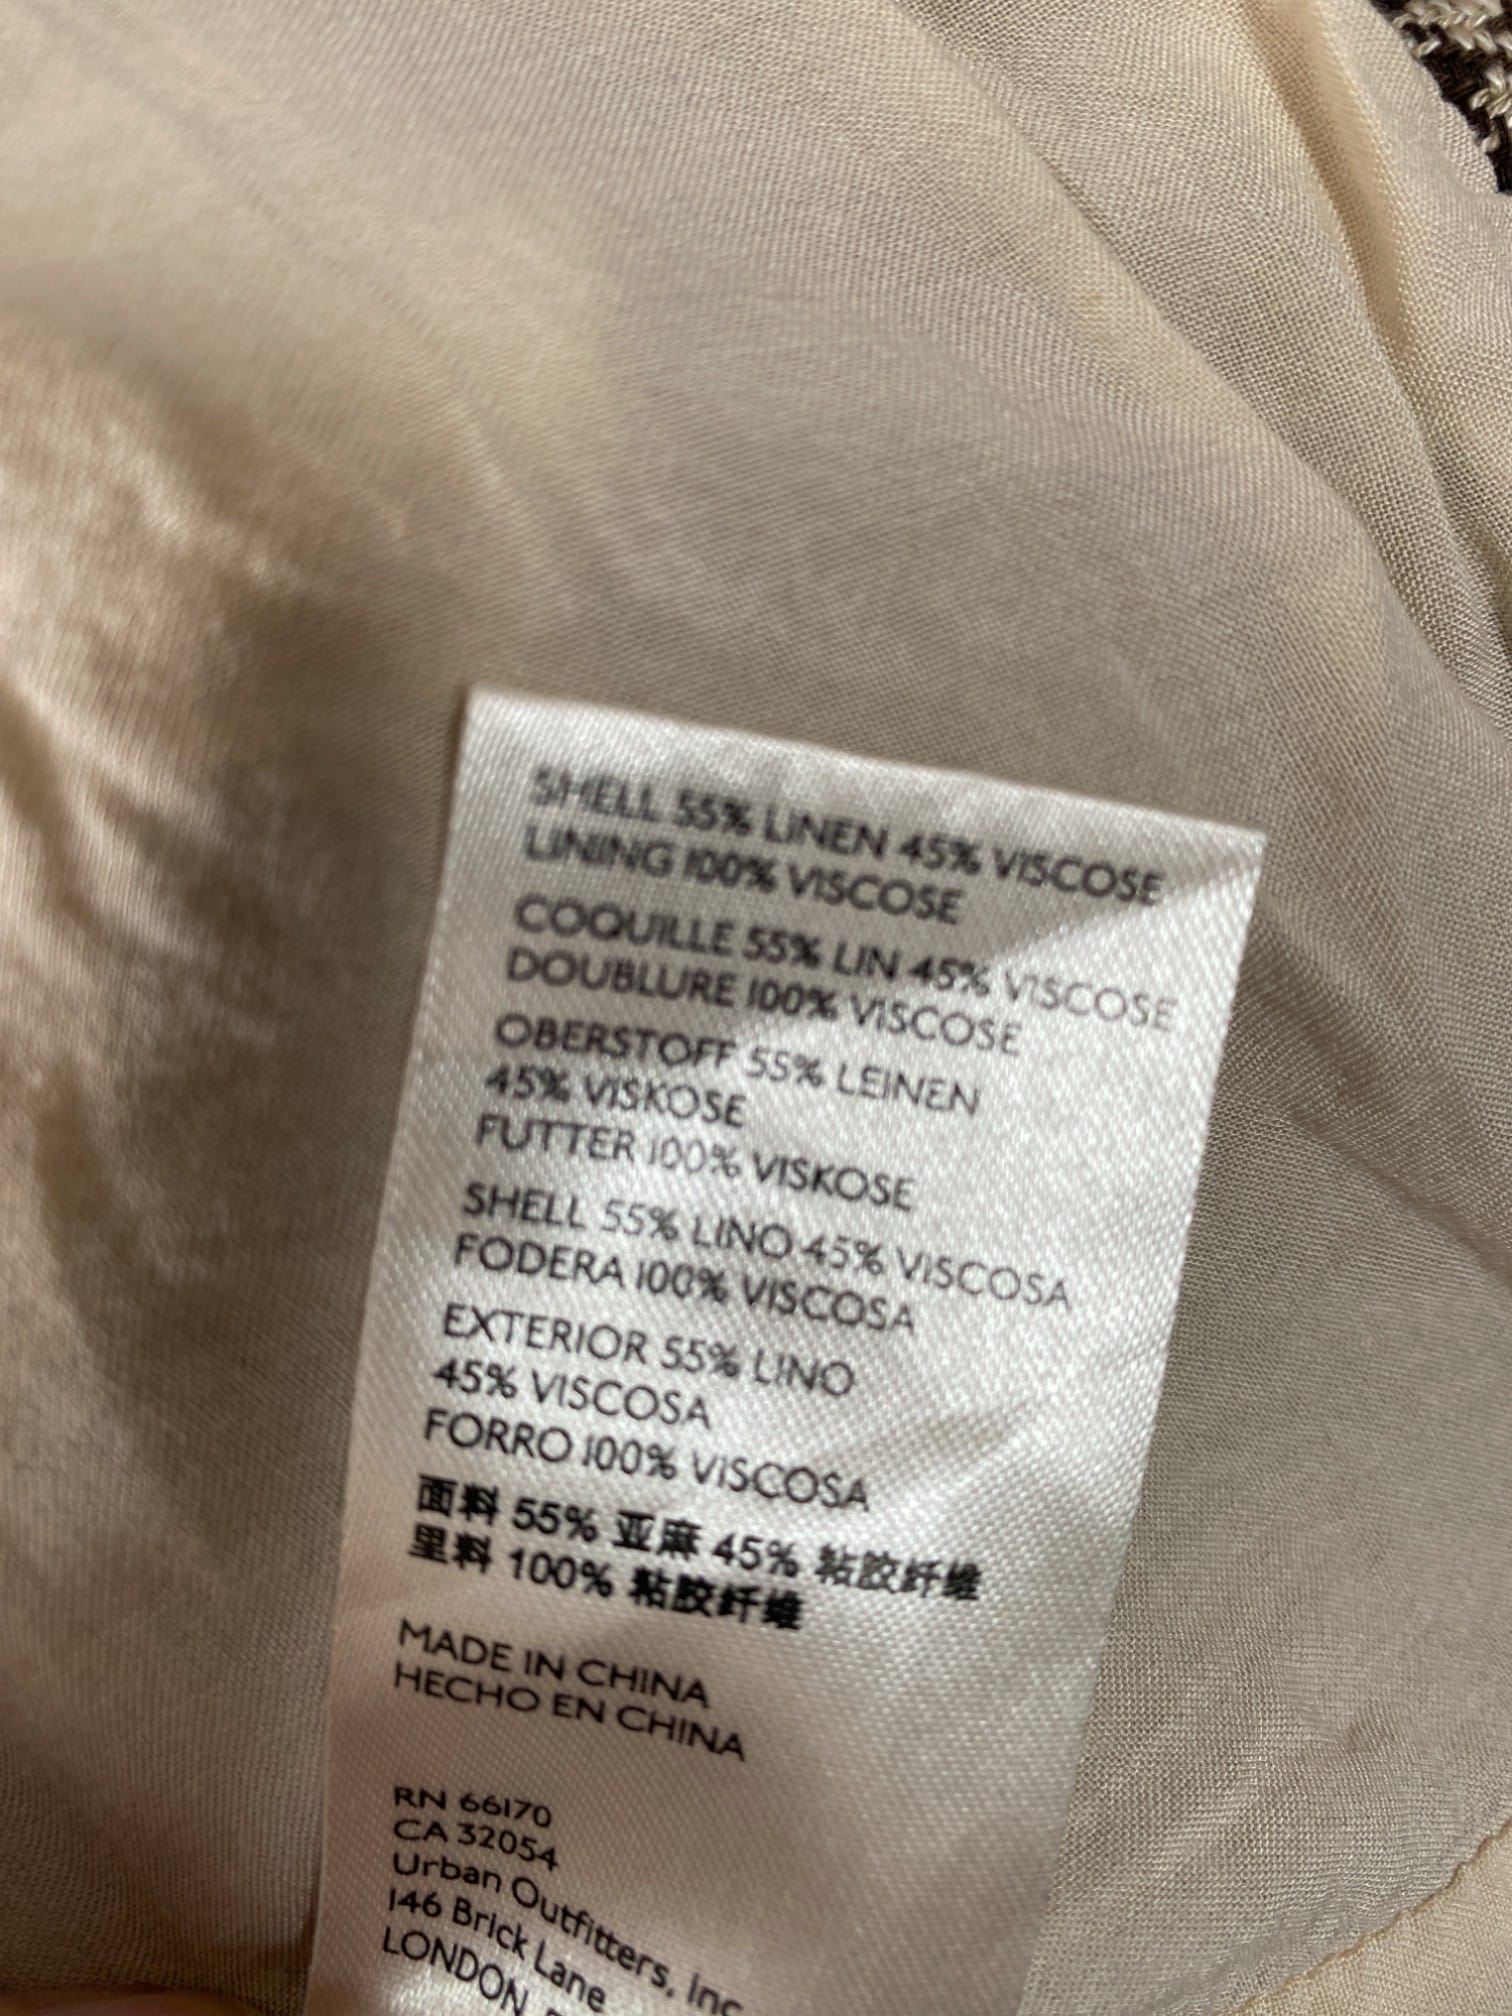 SHELL 55% LINEN 45% VISCOSE
LINING 100% VISCOSE
COQUILLE 55% LIN 45% VISCOSE
DOUBLURE 100% VISCOSE
OBERSTOFF 55% LEINEN
45% VISKOSE
FUTTER 100% VISKOSE
SHELL 55% LINO 45% VISCOSA
FODERA 100% VISCOSA
EXTERIOR 55% LINO
45% VISCOSA
FORRO 100% VISCOSA
面料 55% 亚麻 45% 粘胶纤维
里料 100% 粘胶纤维
MADE IN CHINA
HECHO EN CHINA
RN 66170
CA 32054
Urban Outfitters, Inc
146 Brick Lane
LONDON